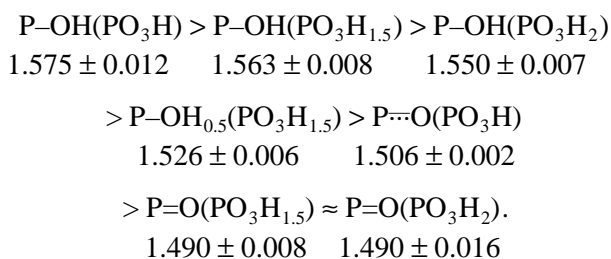 P–OH(PO₃H) > P–OH(PO₃H₁.₅) > P–OH(PO₃H₂)
1.575 ± 0.012 1.563 ± 0.008 1.550 ± 0.007
> P–OH₀.₅(PO₃H₁.₅) > P⋯O(PO₃H)
1.526 ± 0.006 1.506 ± 0.002
> P=O(PO₃H₁.₅) ≈ P=O(PO₃H₂).
1.490 ± 0.008 1.490 ± 0.016